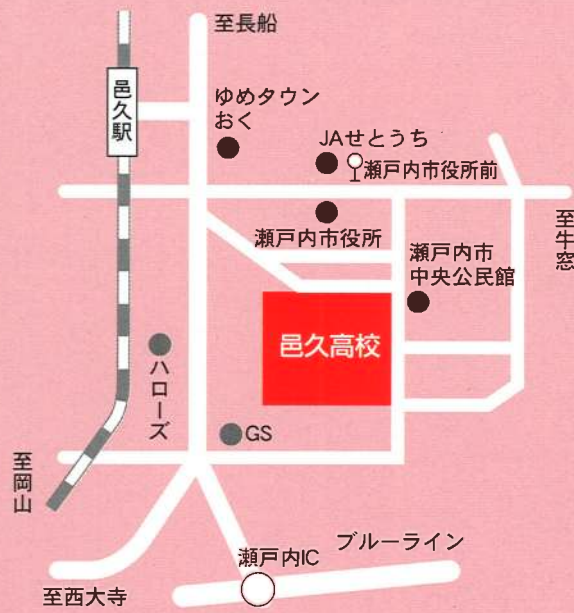 至長船
邑久駅
ゆめタウン
おく
JAせとうち
瀬戸内市役所前
至牛窓
瀬戸内市役所
瀬戸内市
中央公民館
邑久高校
ハローズ
GS
至岡山
瀬戸内IC
ブルーライン
至西大寺